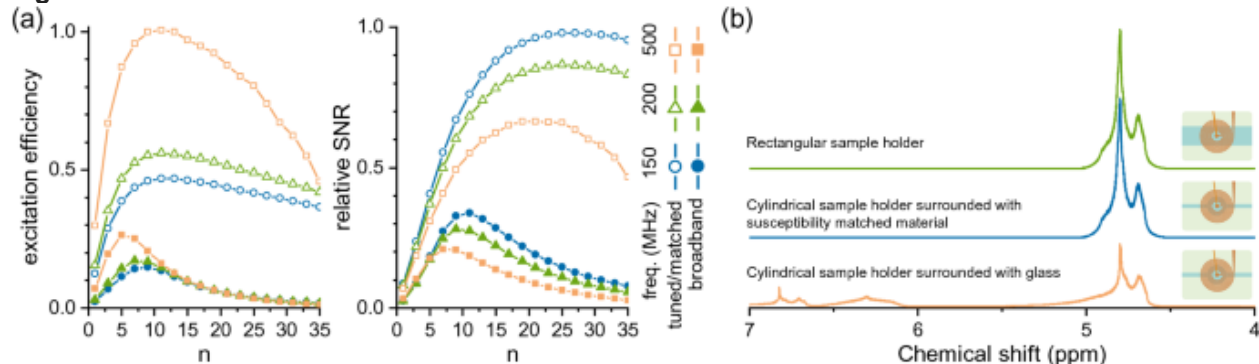 (a)
excitation efficiency
1.0
0.5
0.0
0 5 10 15 20 25 30 35
n
relative SNR
1.0
0.5
0.0
0 5 10 15 20 25 30 35
n
freq. (MHz) 150 200 500
tuned/matched
broadband
(b)
Rectangular sample holder
Cylindrical sample holder surrounded with
susceptibility matched material
Cylindrical sample holder surrounded with glass
7 6 5 4
Chemical shift (ppm)